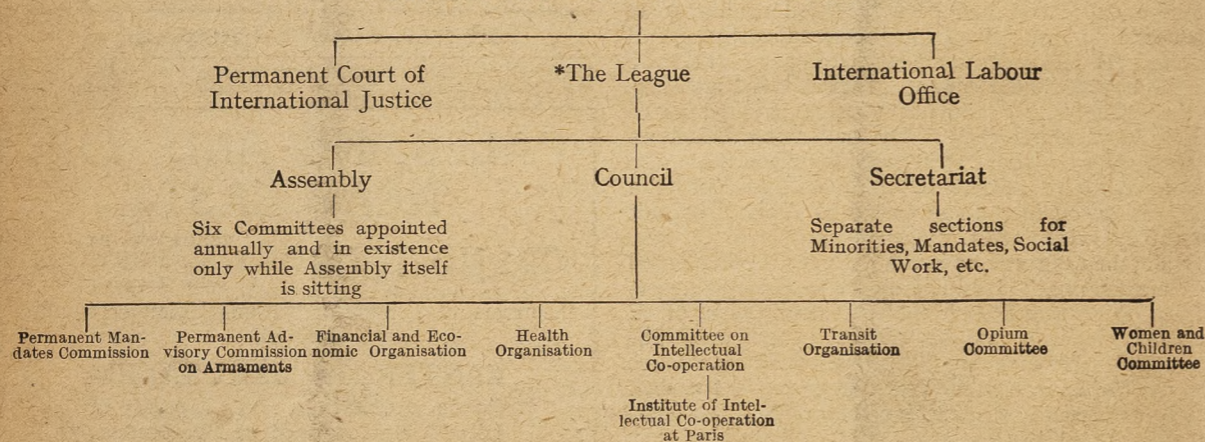 Permanent Court of
International Justice
*The League
International Labour
Office
Assembly
Council
Secretariat
Six Committees appointed
annually and in existence
only while Assembly itself
is sitting
Separate sections for
Minorities, Mandates, Social
Work, etc.
Permanent Man-
dates Commission
Permanent Ad-
visory Commission
on Armaments
Financial and Eco-
nomic Organisation
Health
Organisation
Committee on
Intellectual
Co-operation
Transit
Organisation
Opium
Committee
Women and
Children
Committee
Institute of Intel-
lectual Co-operation
at Paris